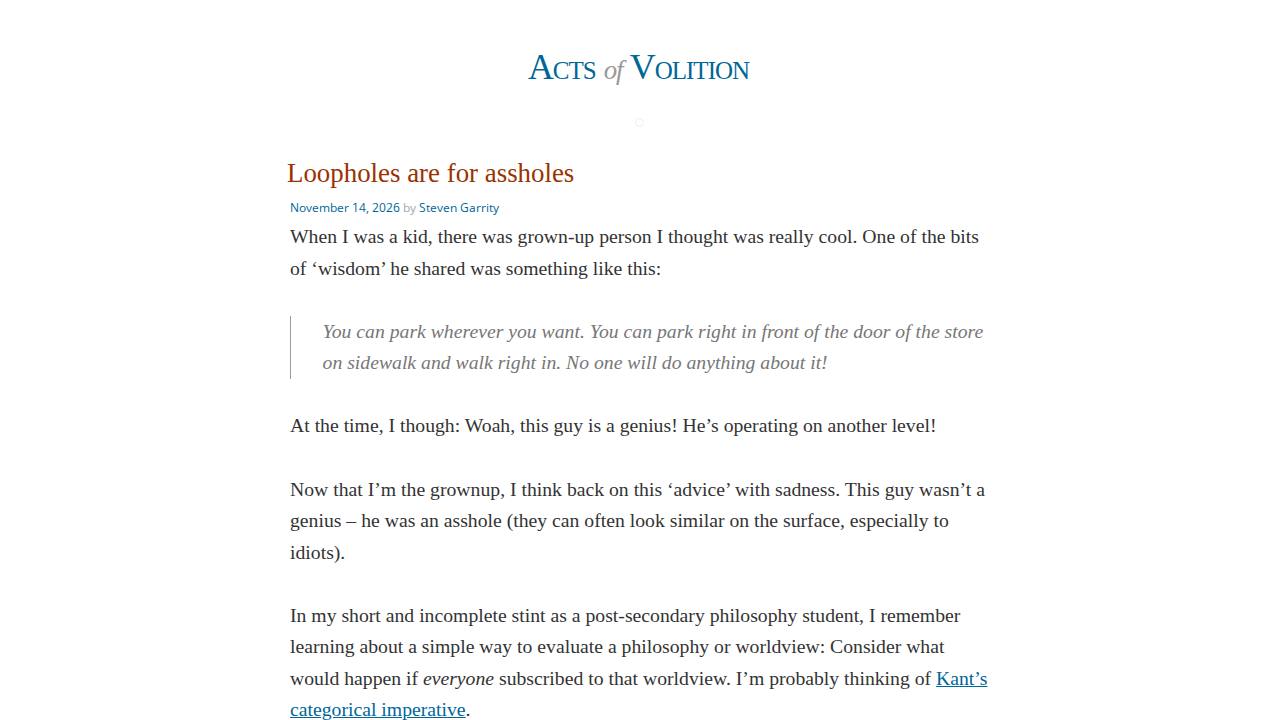 Acts of Volition
Loopholes are for assholes
November 14, 2026 by Steven Garrity
When I was a kid, there was grown-up person I thought was really cool. One of the bits
of ‘wisdom’ he shared was something like this:
You can park wherever you want. You can park right in front of the door of the store
on sidewalk and walk right in. No one will do anything about it!
At the time, I though: Woah, this guy is a genius! He’s operating on another level!
Now that I’m the grownup, I think back on this ‘advice’ with sadness. This guy wasn’t a
genius – he was an asshole (they can often look similar on the surface, especially to
idiots).
In my short and incomplete stint as a post-secondary philosophy student, I remember
learning about a simple way to evaluate a philosophy or worldview: Consider what
would happen if everyone subscribed to that worldview. I’m probably thinking of Kant’s
categorical imperative.